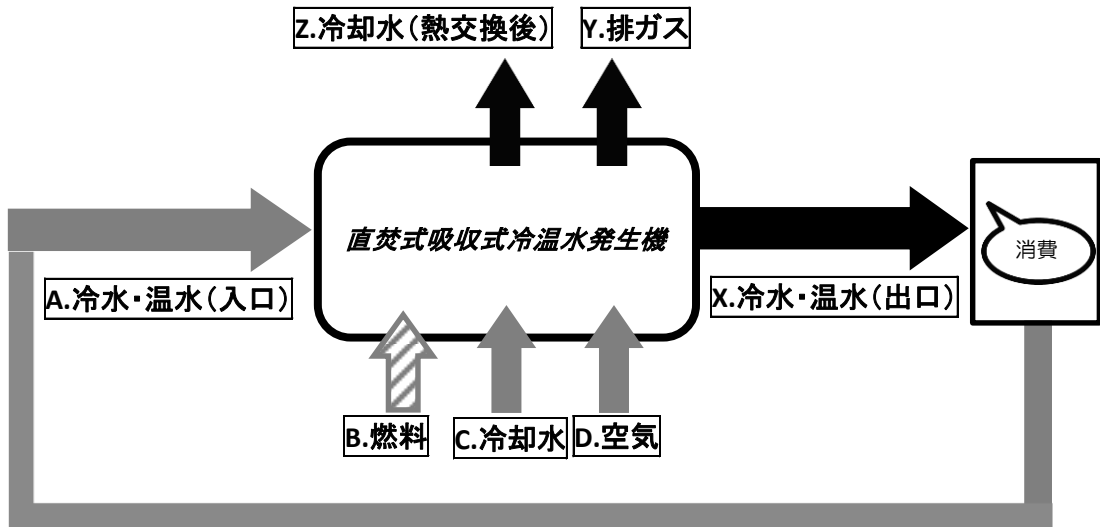 Z.冷却水(熱交換後)
Y.排ガス
直焚式吸収式冷温水発生機
消費
A.冷水・温水(入口)
X.冷水・温水(出口)
B.燃料
C.冷却水
D.空気